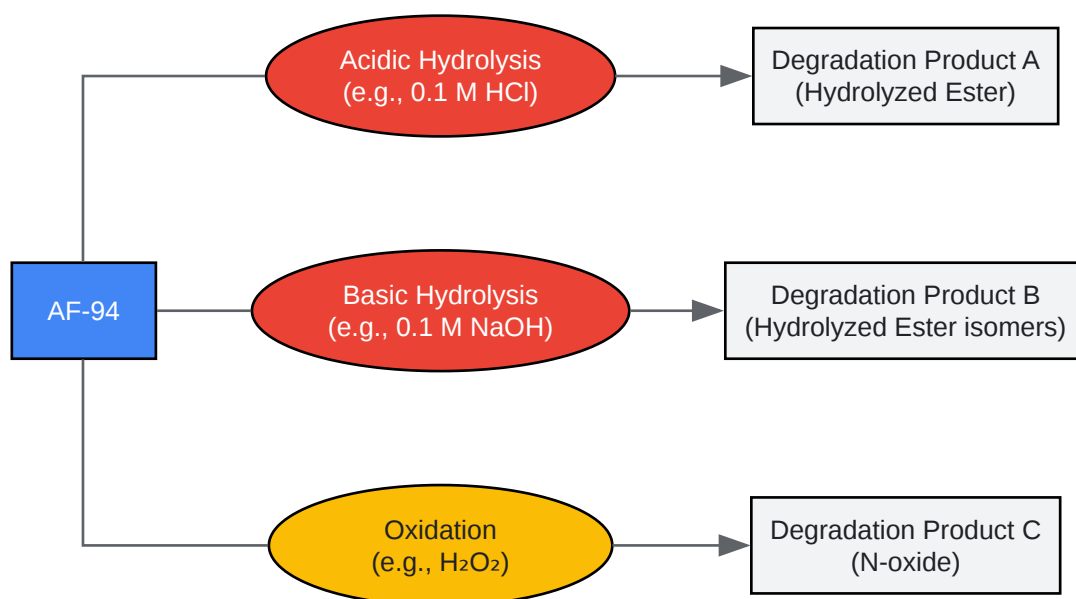 Acidic Hydrolysis
(e.g., 0.1 M HCl)
Degradation Product A
(Hydrolyzed Ester)
AF-94
Basic Hydrolysis
(e.g., 0.1 M NaOH)
Degradation Product B
(Hydrolyzed Ester isomers)
Oxidation
(e.g., H₂O₂)
Degradation Product C
(N-oxide)